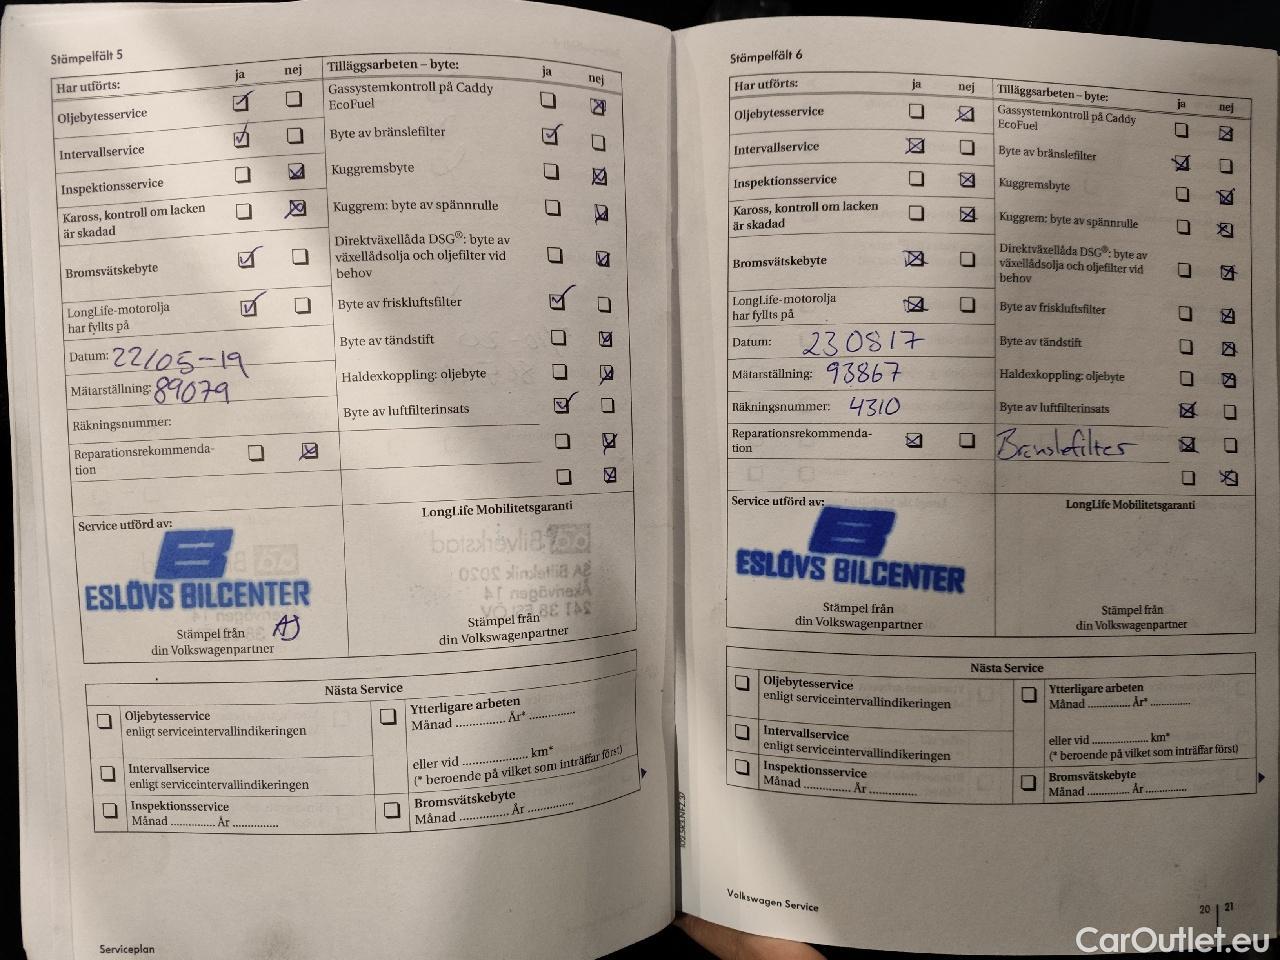 Stämpelfält 5
Har utförts:
ja
nej
Oljebytesservice
Intervallservice
Inspektionsservice
Kaross, kontroll om lacken
är skadad
Bromsvätskebyte
LongLife-motorolja
har fyllts på
Datum: 22/05-19
Mätarställning: 89079
Räkningsnummer:
Reparationsrekommenda-
tion
Tilläggsarbeten – byte:
ja
nej
Gassystemkontroll på Caddy
EcoFuel
Byte av bränslefilter
Kuggremsbyte
Kuggrem: byte av spännrulle
Direktväxellåda DSG®: byte av
växellådsolja och oljefilter vid
behov
Byte av friskluftsfilter
Byte av tändstift
Haldexkoppling: oljebyte
Byte av luftfilterinsats
Service utförd av:
B
ESLÖVS BILCENTER
Stämpel från
din Volkswagenpartner
LongLife Mobilitetsgaranti
Stämpel från
din Volkswagenpartner
Nästa Service
Oljebytesservice
enligt serviceintervallindikeringen
Intervallservice
enligt serviceintervallindikeringen
Inspektionsservice
Månad .............. År ..............
Ytterligare arbeten
Månad .............. År* ..............
eller vid .................... km*
(* beroende på vilket som inträffar först)
Bromsvätskebyte
Månad .............. År ..............
Serviceplan
Stämpelfält 6
Har utförts:
ja
nej
Oljebytesservice
Intervallservice
Inspektionsservice
Kaross, kontroll om lacken
är skadad
Bromsvätskebyte
LongLife-motorolja
har fyllts på
Datum: 230817
Mätarställning: 93867
Räkningsnummer: 4310
Reparationsrekommenda-
tion
Tilläggsarbeten – byte:
ja
nej
Gassystemkontroll på Caddy
EcoFuel
Byte av bränslefilter
Kuggremsbyte
Kuggrem: byte av spännrulle
Direktväxellåda DSG®: byte av
växellådsolja och oljefilter vid
behov
Byte av friskluftsfilter
Byte av tändstift
Haldexkoppling: oljebyte
Byte av luftfilterinsats
Bränslefilter
Service utförd av:
B
ESLÖVS BILCENTER
Stämpel från
din Volkswagenpartner
LongLife Mobilitetsgaranti
Stämpel från
din Volkswagenpartner
Nästa Service
Oljebytesservice
enligt serviceintervallindikeringen
Intervallservice
enligt serviceintervallindikeringen
Inspektionsservice
Månad .............. År ..............
Ytterligare arbeten
Månad .............. År* ..............
eller vid .................... km*
(* beroende på vilket som inträffar först)
Bromsvätskebyte
Månad .............. År ..............
Volkswagen Service
20 | 21
CarOutlet.eu